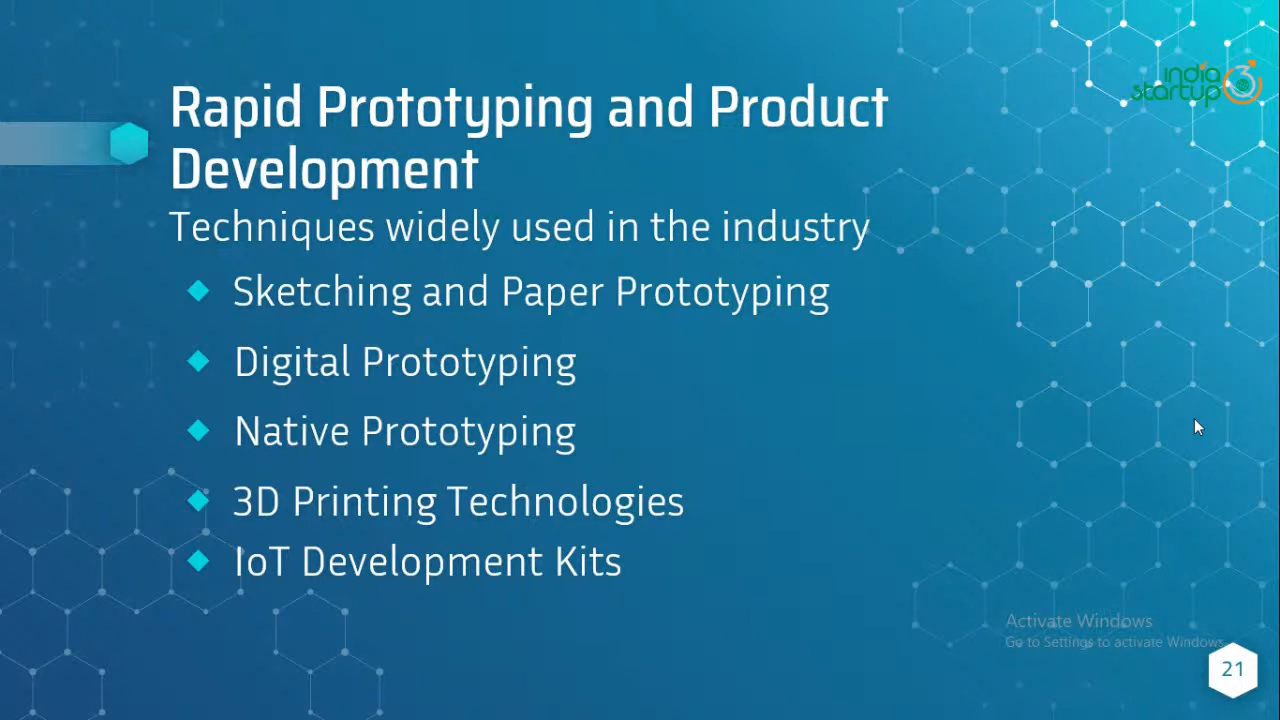 india
startup
Rapid Prototyping and Product
Development
Techniques widely used in the industry
Sketching and Paper Prototyping
Digital Prototyping
Native Prototyping
3D Printing Technologies
IoT Development Kits
Activate Windows
Go to Settings to activate Windows.
21